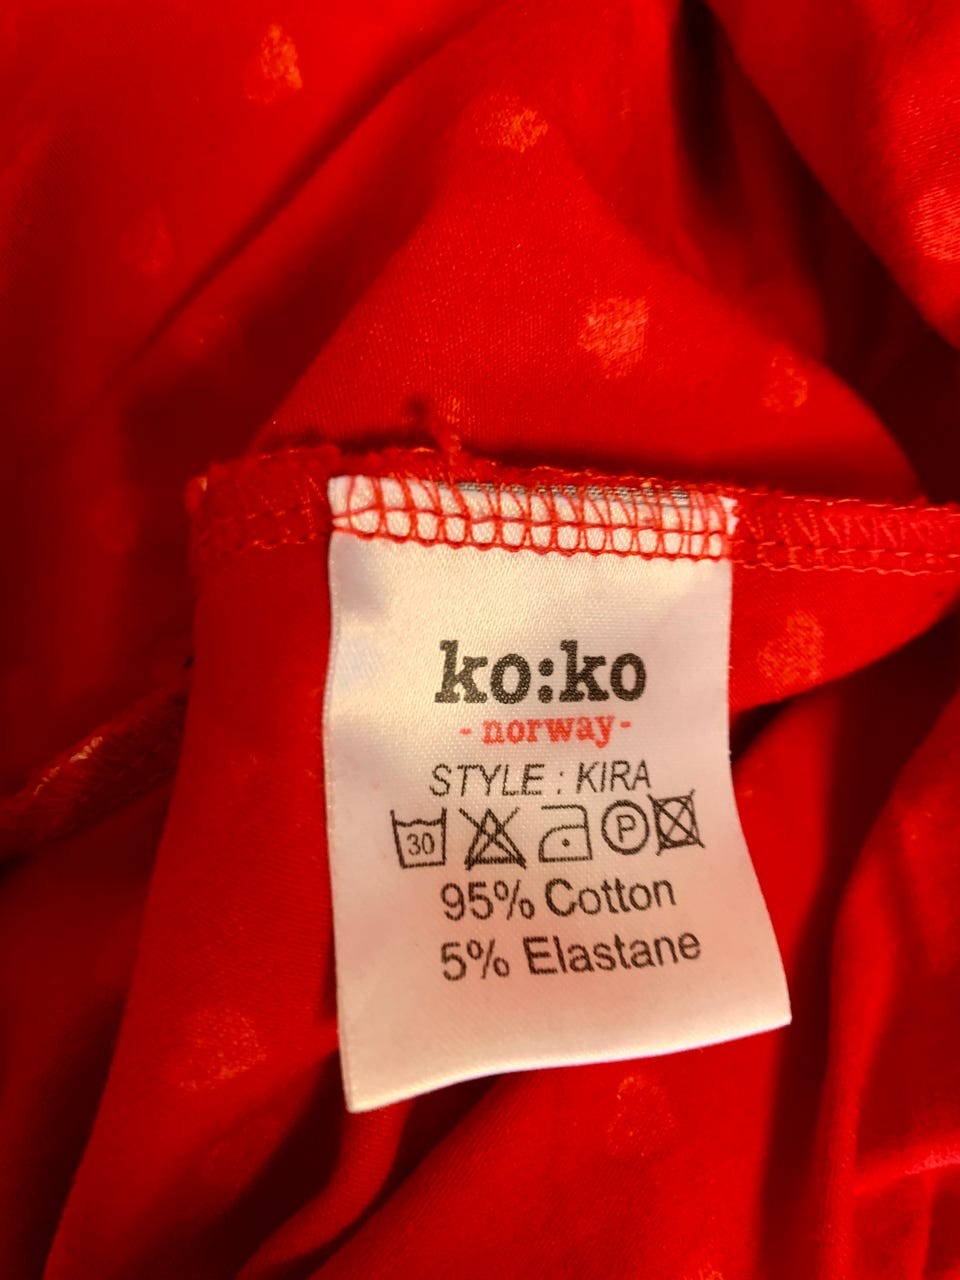 ko:ko
- norway -
STYLE : KIRA
30 P
95% Cotton
5% Elastane